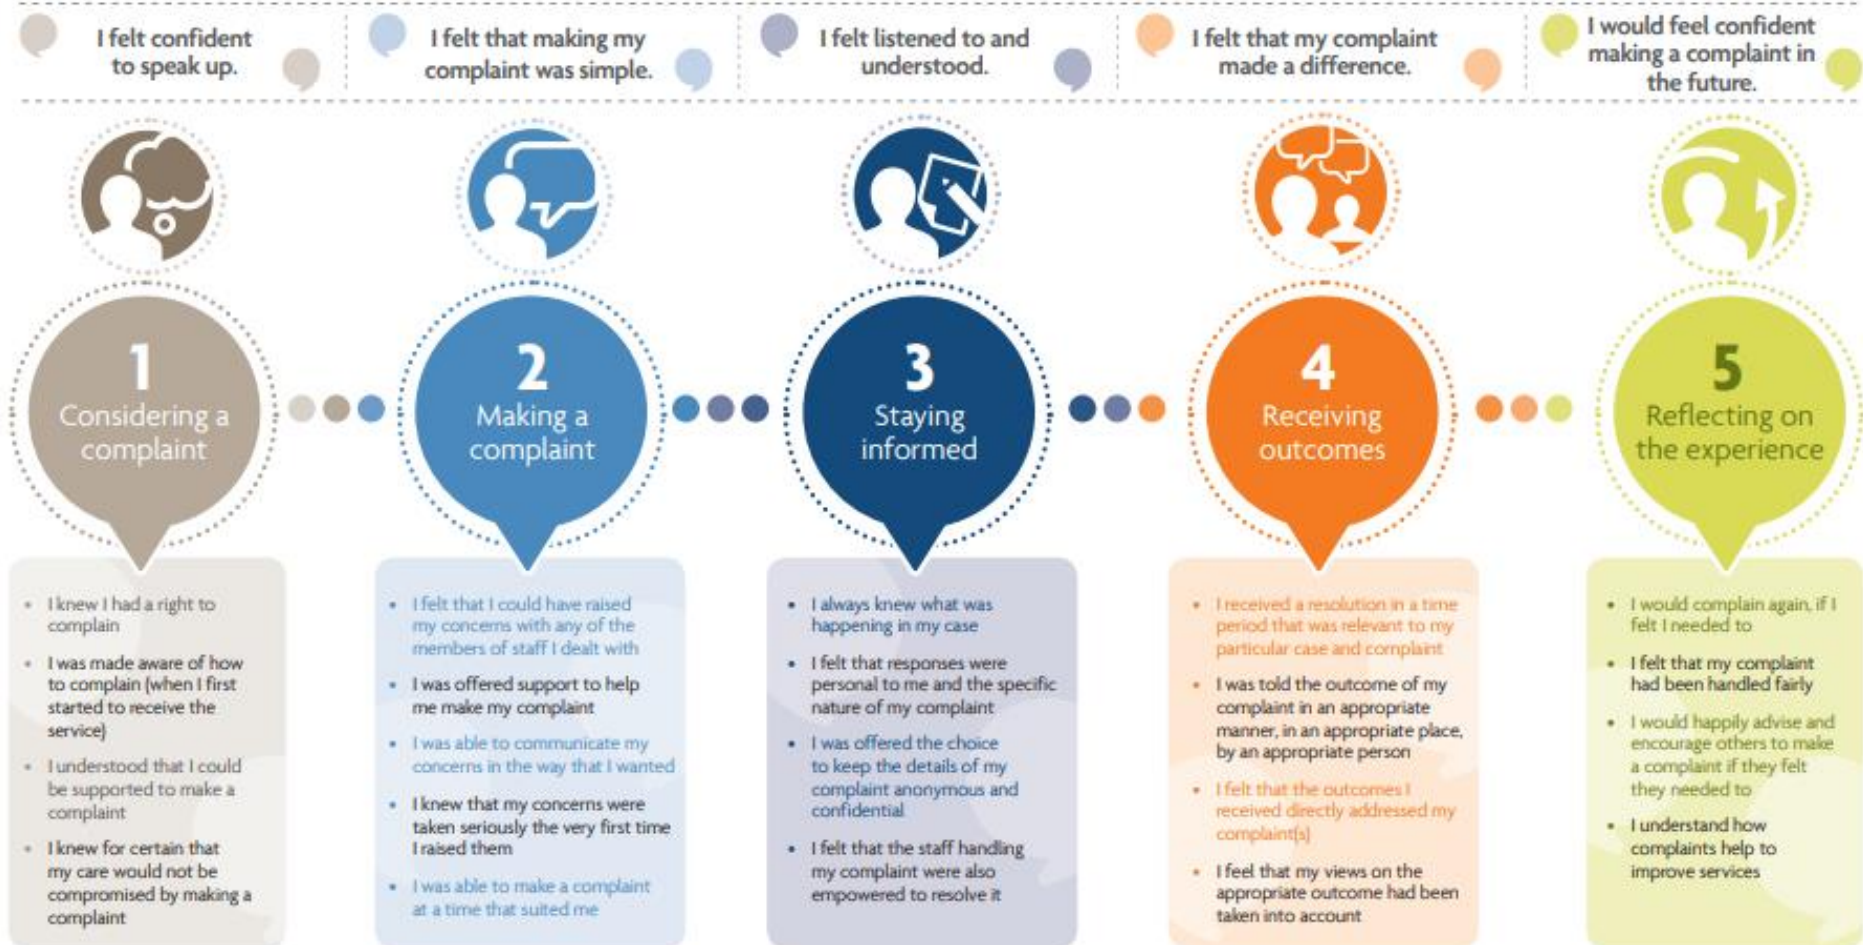 I felt confident
to speak up.
I felt that making my
complaint was simple.
I felt listened to and
understood.
I felt that my complaint
made a difference.
I would feel confident
making a complaint in
the future.
1
Considering a
complaint
2
Making a
complaint
3
Staying
informed
4
Receiving
outcomes
5
Reflecting on
the experience
• I knew I had a right to
complain
• I was made aware of how
to complain (when I first
started to receive the
service)
• I understood that I could
be supported to make a
complaint
• I knew for certain that
my care would not be
compromised by making a
complaint
• I felt that I could have raised
my concerns with any of the
members of staff I dealt with
• I was offered support to help
me make my complaint
• I was able to communicate my
concerns in the way that I wanted
• I knew that my concerns were
taken seriously the very first time
I raised them
• I was able to make a complaint
at a time that suited me
• I always knew what was
happening in my case
• I felt that responses were
personal to me and the specific
nature of my complaint
• I was offered the choice
to keep the details of my
complaint anonymous and
confidential
• I felt that the staff handling
my complaint were also
empowered to resolve it
• I received a resolution in a time
period that was relevant to my
particular case and complaint
• I was told the outcome of my
complaint in an appropriate
manner, in an appropriate place,
by an appropriate person
• I felt that the outcomes I
received directly addressed my
complaint(s)
• I feel that my views on the
appropriate outcome had been
taken into account
• I would complain again, if I
felt I needed to
• I felt that my complaint
had been handled fairly
• I would happily advise and
encourage others to make
a complaint if they felt
they needed to
• I understand how
complaints help to
improve services